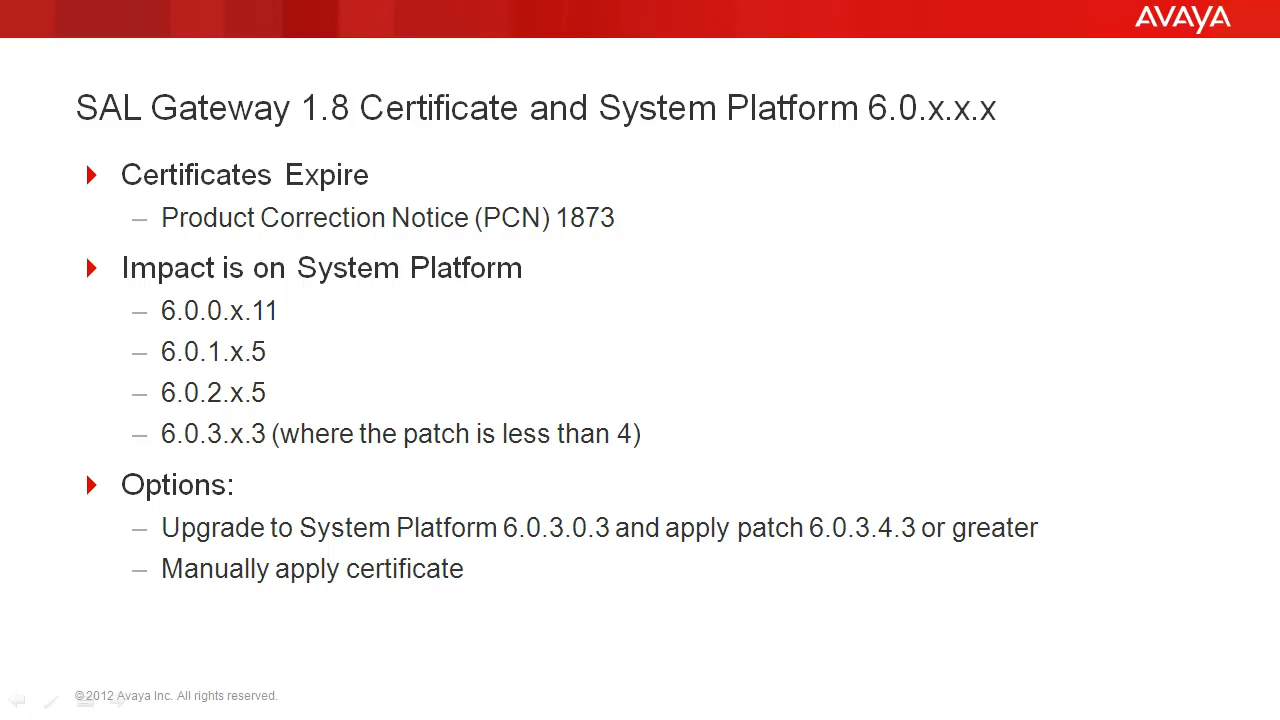 AVAYA
SAL Gateway 1.8 Certificate and System Platform 6.0.x.x.x
Certificates Expire
– Product Correction Notice (PCN) 1873
Impact is on System Platform
– 6.0.0.x.11
– 6.0.1.x.5
– 6.0.2.x.5
– 6.0.3.x.3 (where the patch is less than 4)
Options:
– Upgrade to System Platform 6.0.3.0.3 and apply patch 6.0.3.4.3 or greater
– Manually apply certificate
©2012 Avaya Inc. All rights reserved.